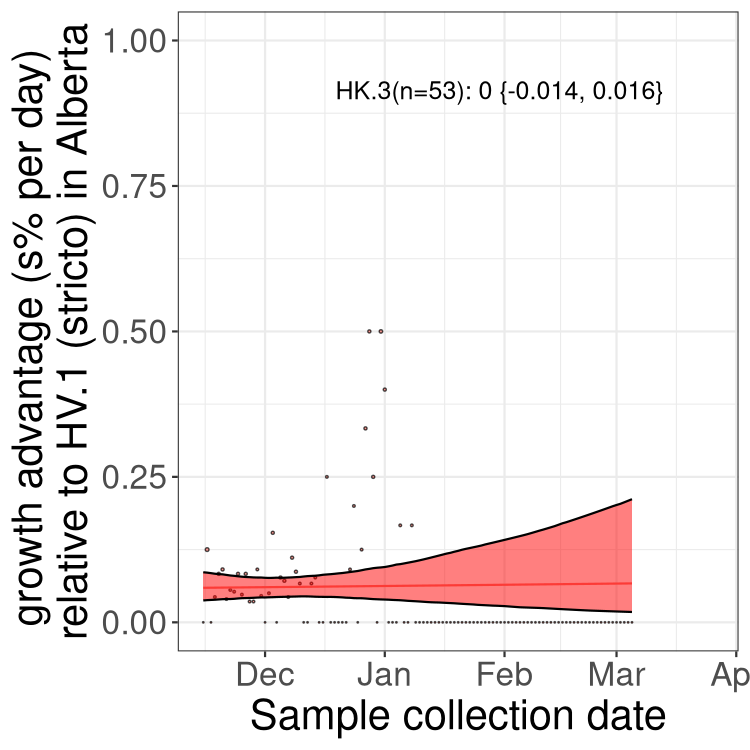 growth advantage (s% per day)
relative to HV.1 (stricto) in Alberta
1.00
0.75
0.50
0.25
0.00
HK.3(n=53): 0 {-0.014, 0.016}
Dec Jan Feb Mar Ap
Sample collection date